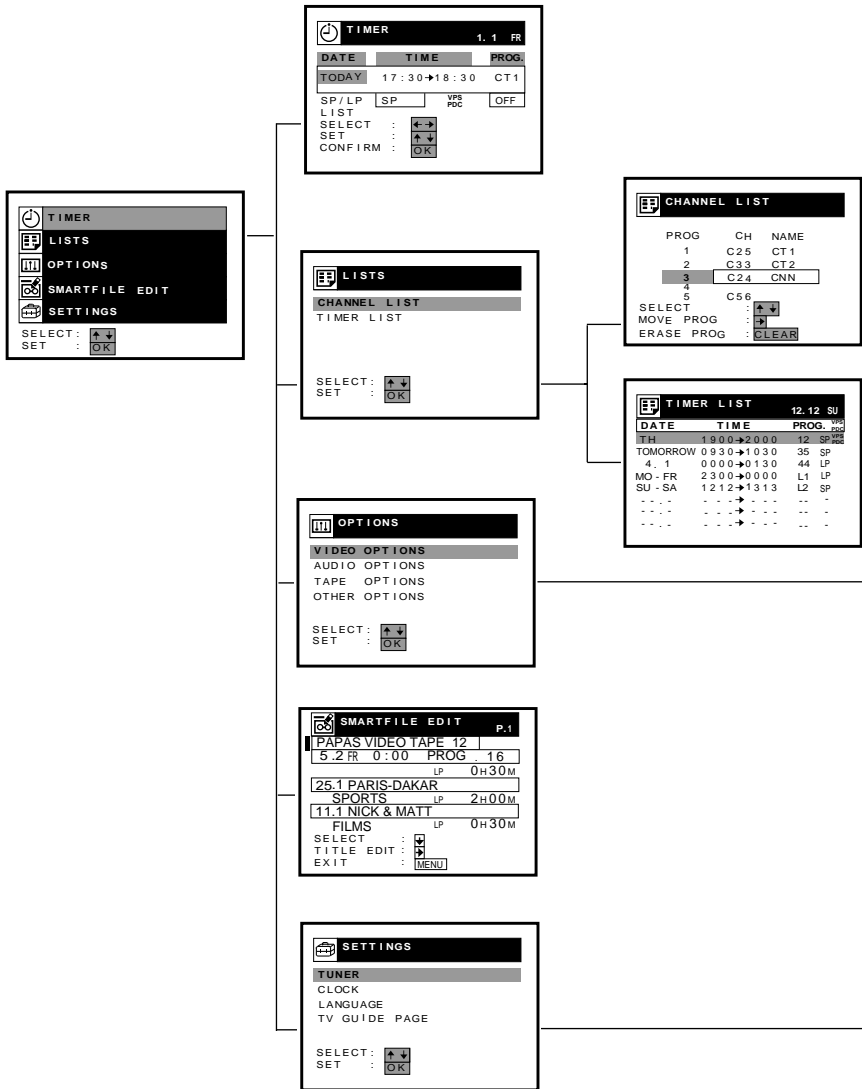 TIMER
LISTS
OPTIONS
SMARTFILE EDIT
SETTINGS
SELECT: ↑ ↓
SET : OK
TIMER 1. 1 FR
DATE TIME PROG.
TODAY 17:30→18:30 CT1
SP/LP SP VPS PDC OFF
LIST
SELECT : ← →
SET : ↑ ↓
CONFIRM : OK
LISTS
CHANNEL LIST
TIMER LIST
SELECT: ↑ ↓
SET : OK
CHANNEL LIST
PROG CH NAME
1 C25 CT1
2 C33 CT2
3 C24 CNN
4
5 C56
SELECT : ↑ ↓
MOVE PROG : →
ERASE PROG : CLEAR
TIMER LIST 12.12 SU
DATE TIME PROG. VPS PDC
TH 1900→2000 12 SP VPS PDC
TOMORROW 0930→1030 35 SP
4. 1 0000→0130 44 LP
MO-FR 2300→0000 L1 LP
SU-SA 1212→1313 L2 SP
--.- ---→--- -- -
--.- ---→--- -- -
--.- ---→--- -- -
OPTIONS
VIDEO OPTIONS
AUDIO OPTIONS
TAPE OPTIONS
OTHER OPTIONS
SELECT: ↑ ↓
SET : OK
SMARTFILE EDIT P.1
PAPAS VIDEO TAPE 12
5.2 FR 0:00 PROG . 16
LP 0H30M
25.1 PARIS-DAKAR
SPORTS LP 2H00M
11.1 NICK & MATT
FILMS LP 0H30M
SELECT : ↓
TITLE EDIT : →
EXIT : MENU
SETTINGS
TUNER
CLOCK
LANGUAGE
TV GUIDE PAGE
SELECT: ↑ ↓
SET : OK